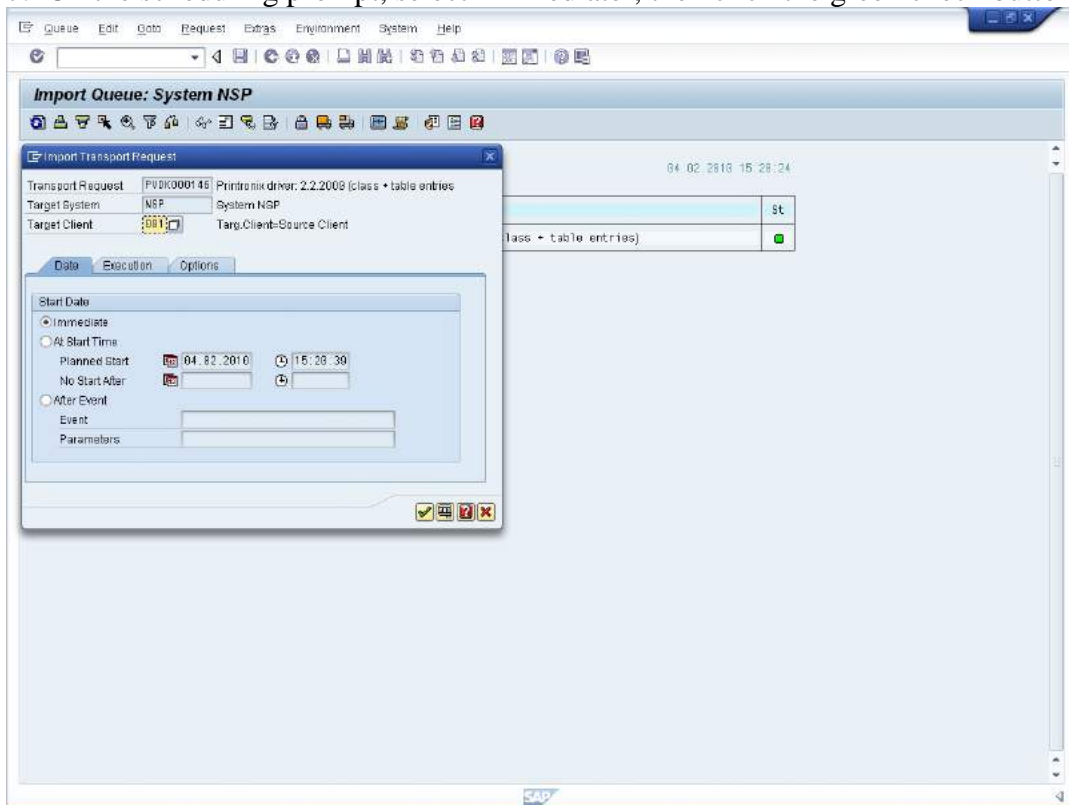 Queue Edit Goto Request Extras Environment System Help
Import Queue: System NSP
Import Transport Request
04.02.2010 15:28:24
Transport Request PVDK000146 Printronix driver: 2.2.2009 (class + table entries
Target System NSP System NSP
St
Target Client 001 Targ.Client=Source Client
lass + table entries)
Date Execution Options
Start Date
Immediate
At Start Time
Planned Start 04.02.2010 15:28:39
No Start After
After Event
Event
Parameters
SAP